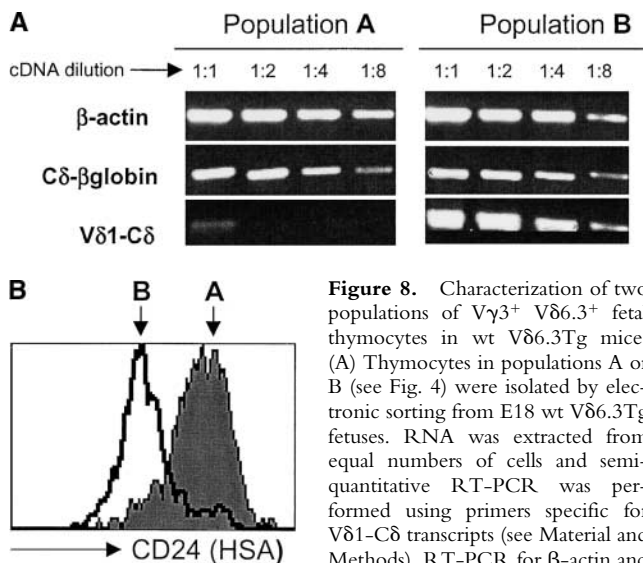 A
Population A
Population B
cDNA dilution
1:1 1:2 1:4 1:8
1:1 1:2 1:4 1:8
β-actin
Cδ-βglobin
Vδ1-Cδ
B
B A
CD24 (HSA)
Figure 8. Characterization of two
populations of Vγ3+ Vδ6.3+ fetal
thymocytes in wt Vδ6.3Tg mice.
(A) Thymocytes in populations A or
B (see Fig. 4) were isolated by elec-
tronic sorting from E18 wt Vδ6.3Tg
fetuses. RNA was extracted from
equal numbers of cells and semi-
quantitative RT-PCR was per-
formed using primers specific for
Vδ1-Cδ transcripts (see Material and
Methods). RT-PCR for β-actin and